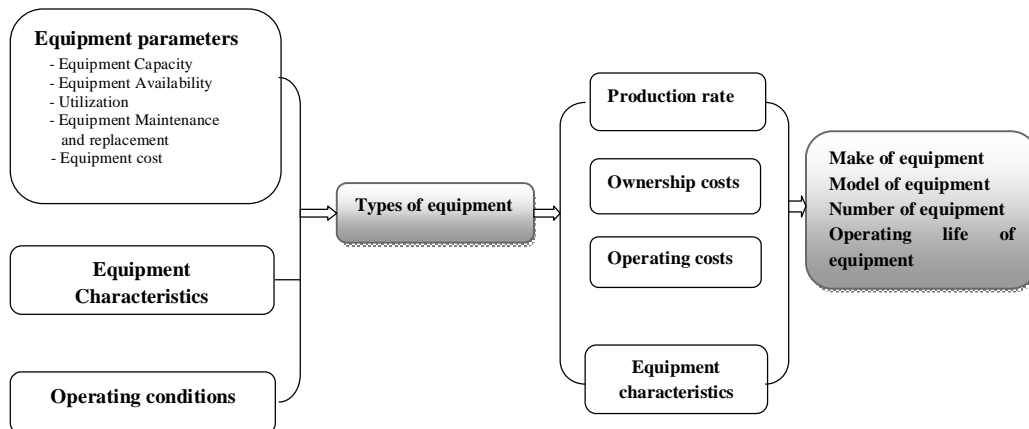 Equipment parameters
- Equipment Capacity
- Equipment Availability
- Utilization
- Equipment Maintenance
and replacement
- Equipment cost
Equipment
Characteristics
Operating conditions
Types of equipment
Production rate
Ownership costs
Operating costs
Equipment
characteristics
Make of equipment
Model of equipment
Number of equipment
Operating life of
equipment